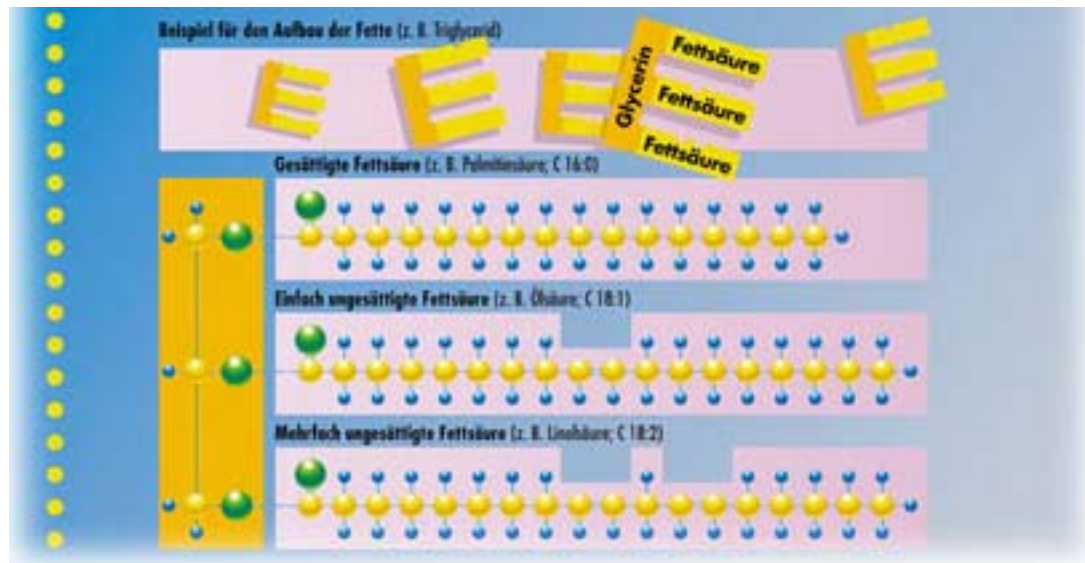 Beispiel für den Aufbau der Fette (z. B. Triglycerid)
Glycerin
Fettsäure
Fettsäure
Fettsäure
Gesättigte Fettsäure (z. B. Palmitinsäure; C 16:0)
Einfach ungesättigte Fettsäure (z. B. Ölsäure; C 18:1)
Mehrfach ungesättigte Fettsäure (z. B. Linolsäure; C 18:2)